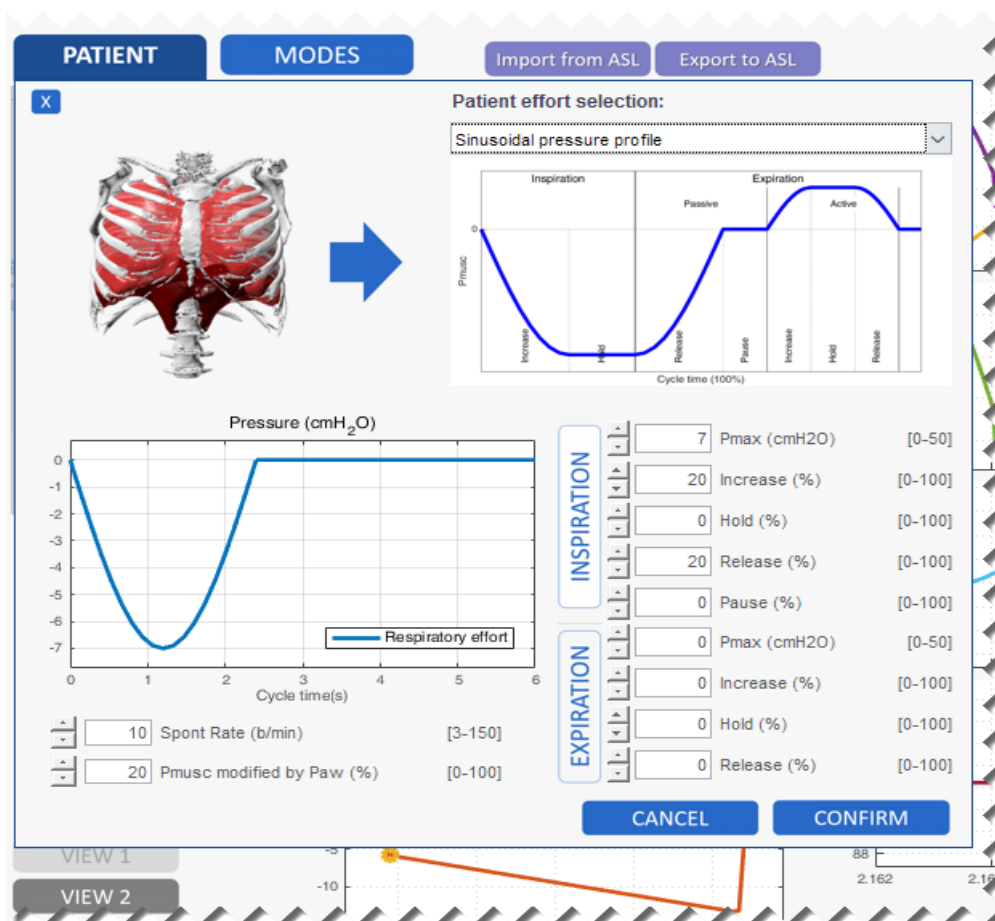 PATIENT
MODES
Import from ASL
Export to ASL
X
Patient effort selection:
Sinusoidal pressure profile
Inspiration
Expiration
Passive
Active
0
Pmusc
Increase
Hold
Release
Pause
Increase
Hold
Release
Cycle time (100%)
Pressure (cmH2O)
0
-1
-2
-3
-4
-5
-6
-7
Respiratory effort
0 1 2 3 4 5 6
Cycle time(s)
10 Spont Rate (b/min) [3-150]
20 Pmusc modified by Paw (%) [0-100]
INSPIRATION
7 Pmax (cmH2O) [0-50]
20 Increase (%) [0-100]
0 Hold (%) [0-100]
20 Release (%) [0-100]
0 Pause (%) [0-100]
EXPIRATION
0 Pmax (cmH2O) [0-50]
0 Increase (%) [0-100]
0 Hold (%) [0-100]
0 Release (%) [0-100]
CANCEL
CONFIRM
VIEW 1
VIEW 2
-5
-10
88
2.162